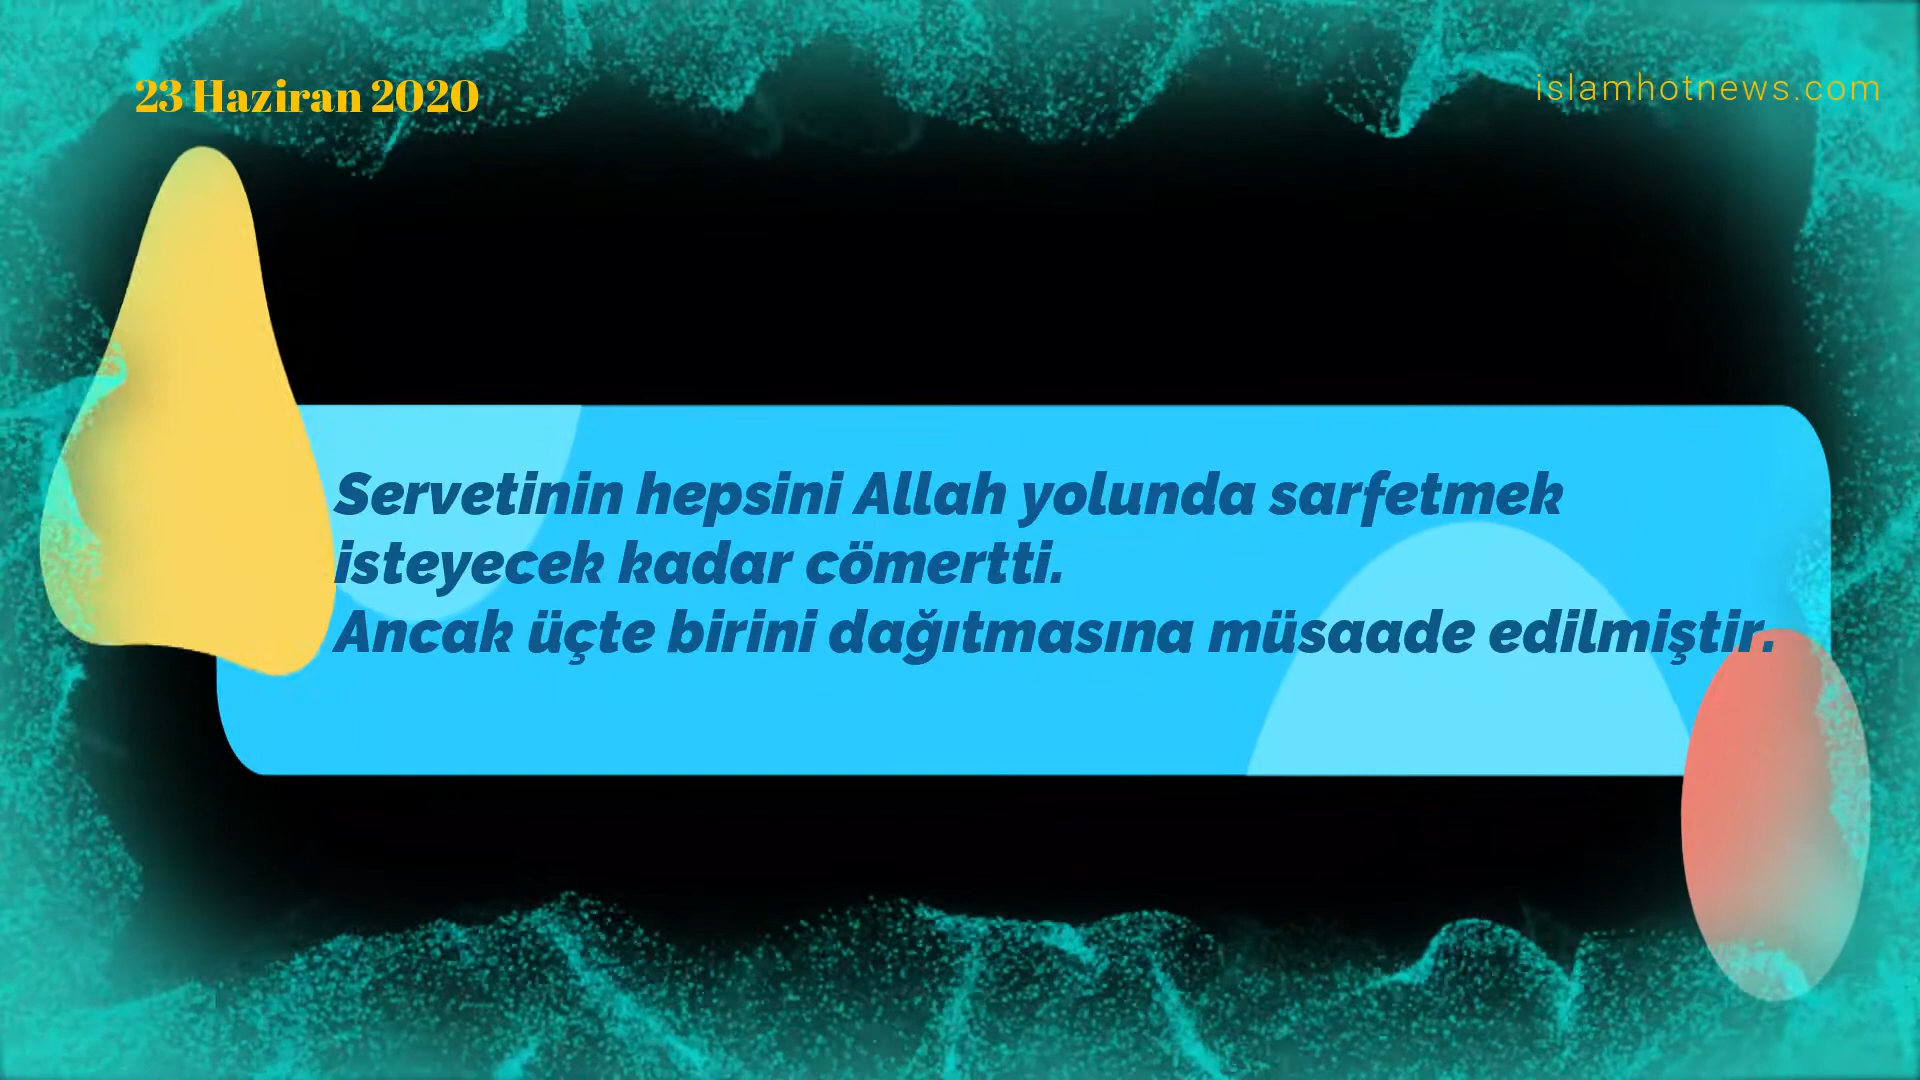 23 Haziran 2020
islamhotnews.com
Servetinin hepsini Allah yolunda sarfetmek
isteyecek kadar cömertti.
Ancak üçte birini dağıtmasına müsaade edilmiştir.